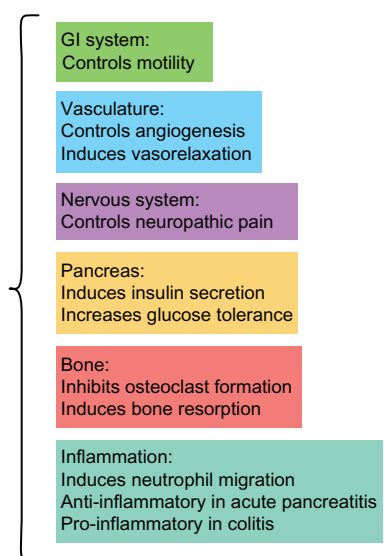 GI system:
Controls motility
Vasculature:
Controls angiogenesis
Induces vasorelaxation
Nervous system:
Controls neuropathic pain
Pancreas:
Induces insulin secretion
Increases glucose tolerance
Bone:
Inhibits osteoclast formation
Induces bone resorption
Inflammation:
Induces neutrophil migration
Anti-inflammatory in acute pancreatitis
Pro-inflammatory in colitis